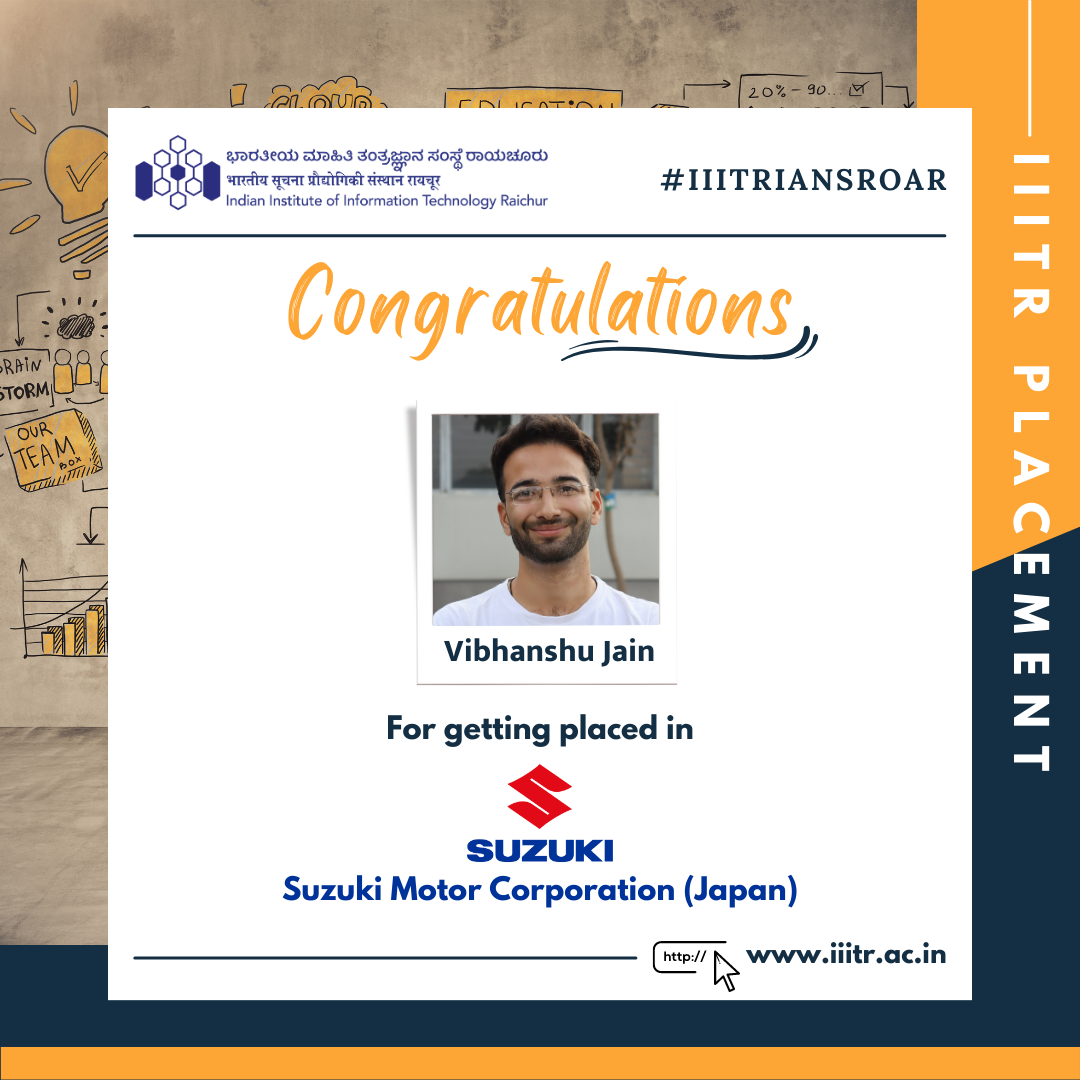 CLOUD
EDUCATION
20% - 90...
ಭಾರತೀಯ ಮಾಹಿತಿ ತಂತ್ರಜ್ಞಾನ ಸಂಸ್ಥೆ ರಾಯಚೂರು
भारतीय सूचना प्रौद्योगिकी संस्थान रायचूर
Indian Institute of Information Technology Raichur
#IIITRIANSROAR
Congratulations
BRAIN
STORM
OUR
TEAM
BOX
Vibhanshu Jain
For getting placed in
SUZUKI
Suzuki Motor Corporation (Japan)
http://
www.iiitr.ac.in
IIITR PLACEMENT